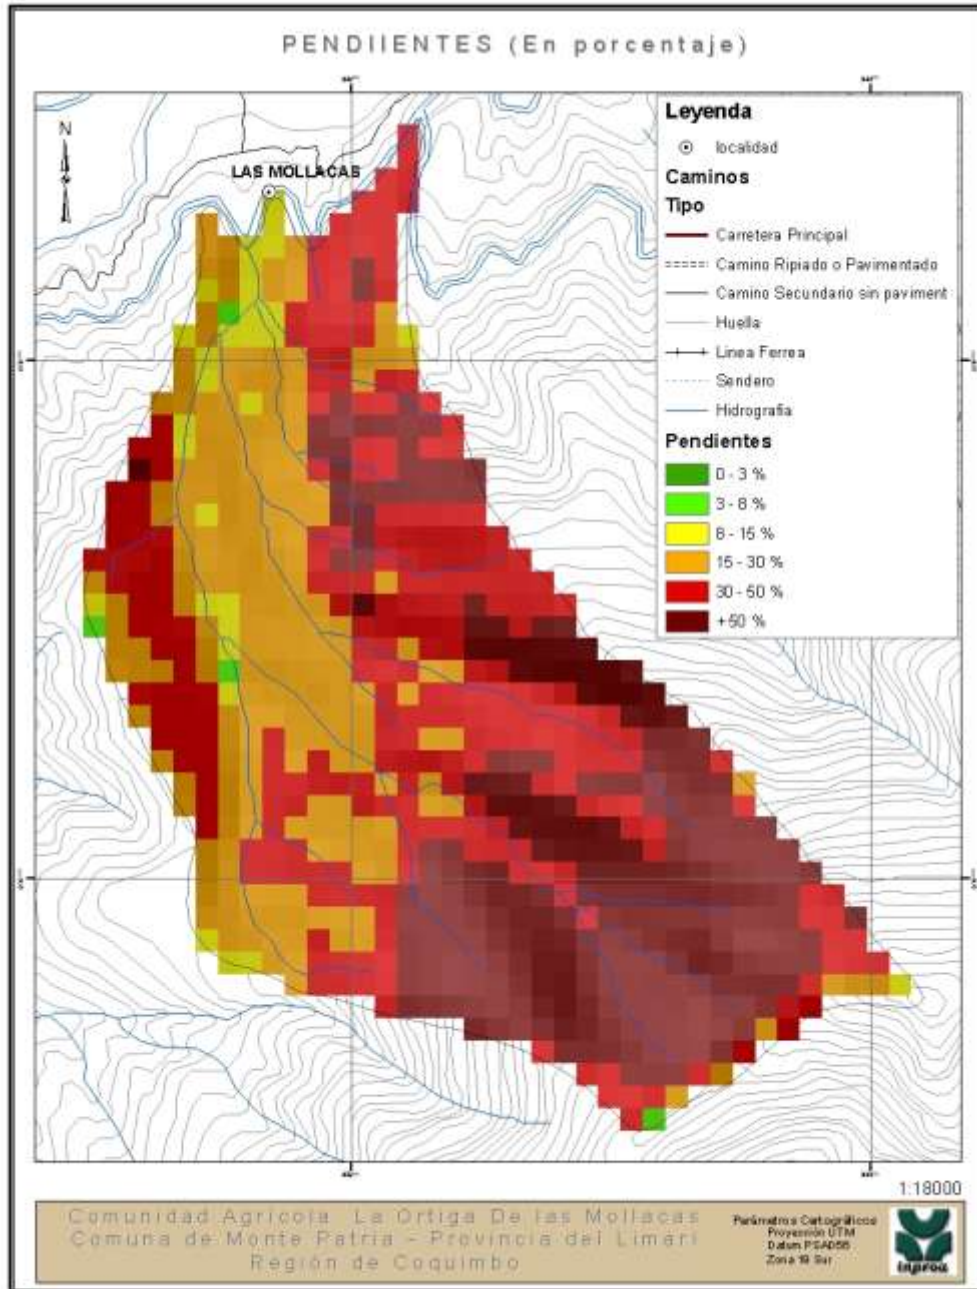 PENDIIENTES (En porcentaje)
N
LAS MOLLACAS
Leyenda
localidad
Caminos
Tipo
Carretera Principal
Camino Ripiado o Pavimentado
Camino Secundario sin paviment
Huella
Linea Ferrea
Sendero
Hidrografía
Pendientes
0 - 3 %
3 - 8 %
8 - 15 %
15 - 30 %
30 - 50 %
+50 %
1:18000
Comunidad Agrícola La Ortiga De las Mollacas
Comuna de Monte Patria - Provincia del Limarí
Región de Coquimbo
Parámetros Cartográficos
Proyección UTM
Datum PSAD56
Zona 19 Sur